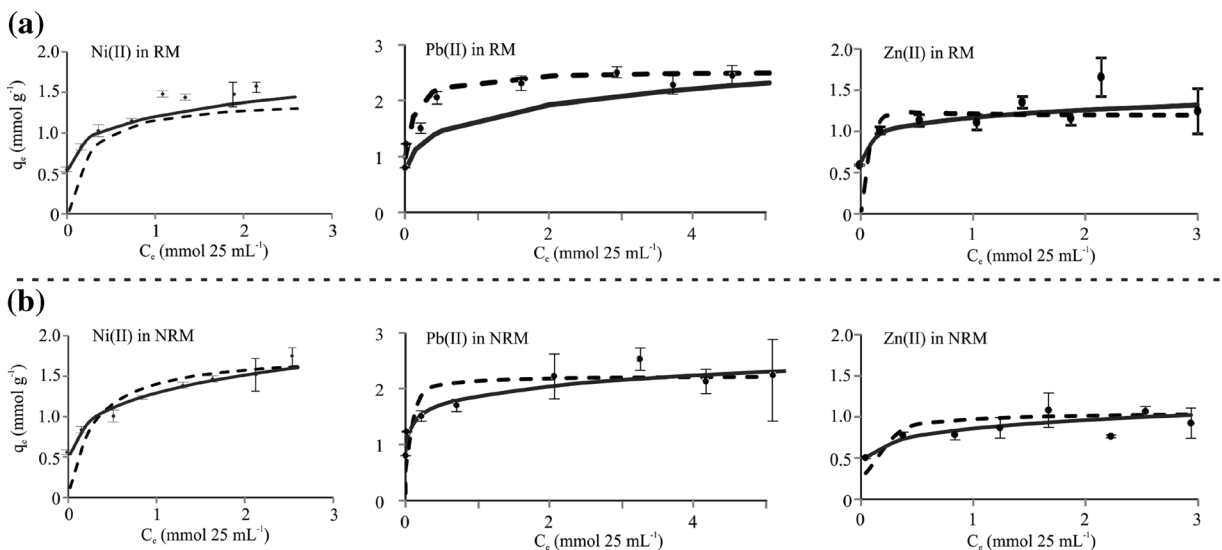 (a)
Ni(II) in RM
2.0
1.5
1.0
0.5
0
0 1 2 3
qₑ (mmol g⁻¹)
Cₑ (mmol 25 mL⁻¹)
Pb(II) in RM
3
2
1
0
0 2 4
Cₑ (mmol 25 mL⁻¹)
Zn(II) in RM
2.0
1.5
1.0
0.5
0
0 1 2 3
Cₑ (mmol 25 mL⁻¹)
(b)
Ni(II) in NRM
2.0
1.5
1.0
0.5
0
0 1 2 3
qₑ (mmol g⁻¹)
Cₑ (mmol 25 mL⁻¹)
Pb(II) in NRM
3
2
1
0
0 2 4
Cₑ (mmol 25 mL⁻¹)
Zn(II) in NRM
2.0
1.5
1.0
0.5
0
0 1 2 3
Cₑ (mmol 25 mL⁻¹)